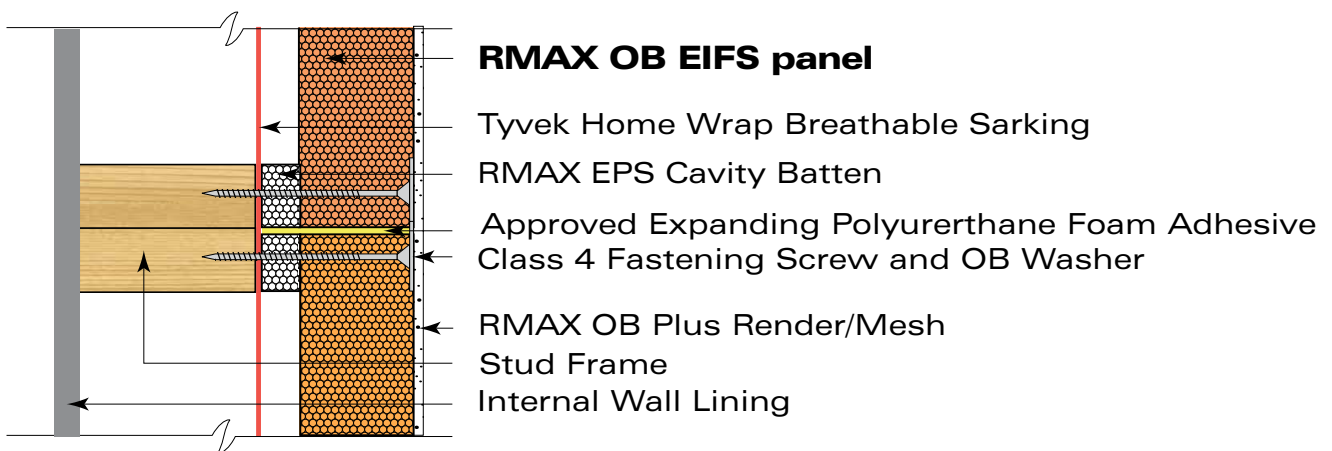 RMAX OB EIFS panel
Tyvek Home Wrap Breathable Sarking
RMAX EPS Cavity Batten
Approved Expanding Polyurerthane Foam Adhesive
Class 4 Fastening Screw and OB Washer
RMAX OB Plus Render/Mesh
Stud Frame
Internal Wall Lining